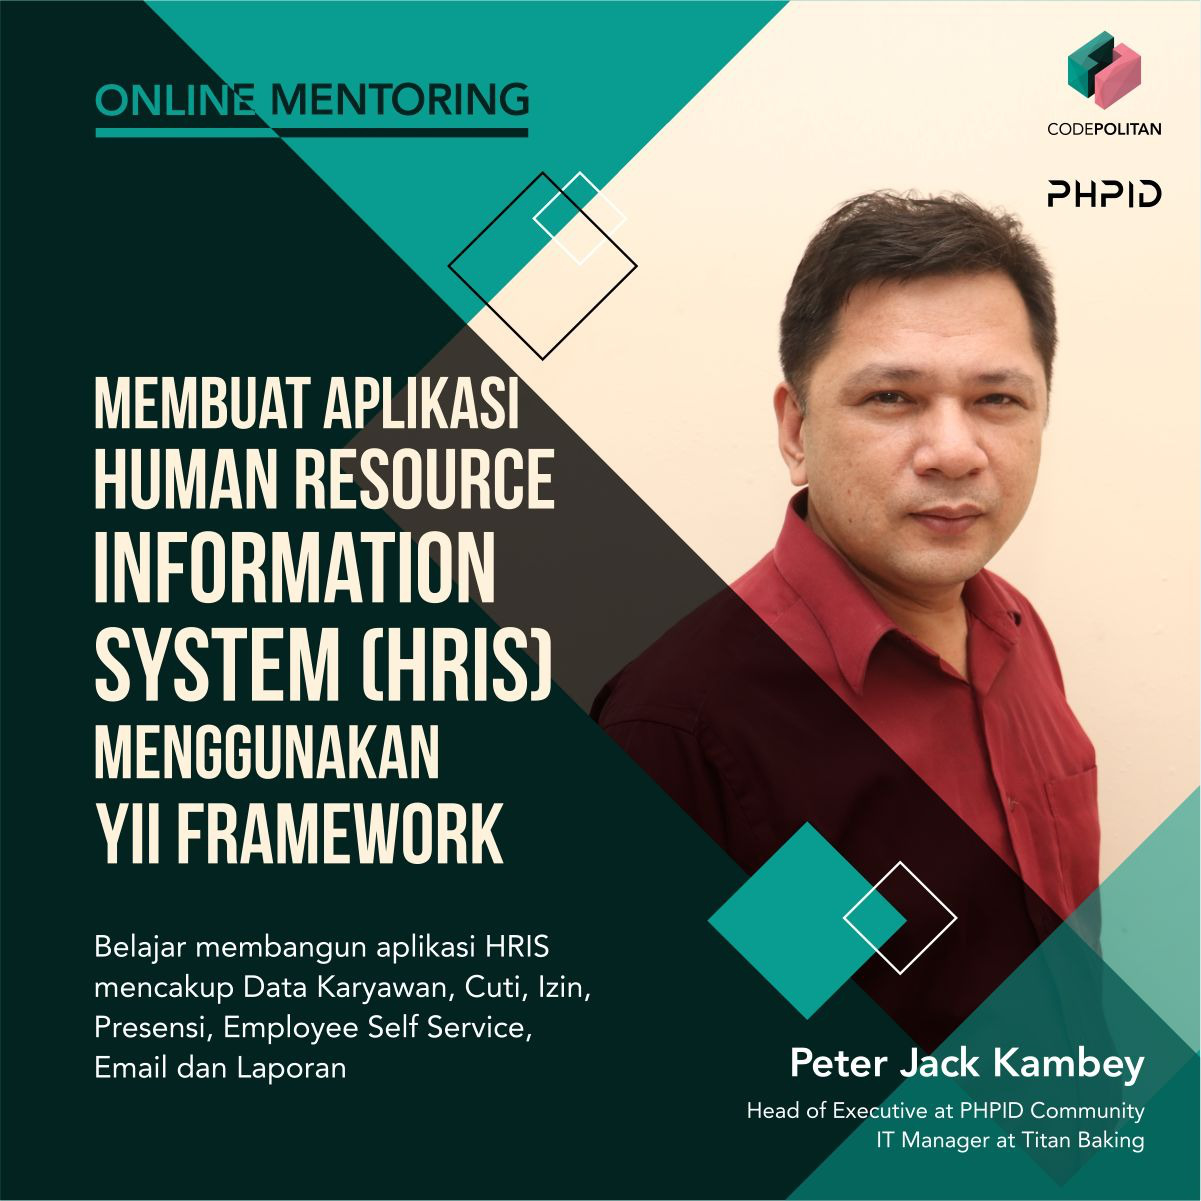 ONLINE MENTORING
CODEPOLITAN
PHPID
MEMBUAT APLIKASI
HUMAN RESOURCE
INFORMATION
SYSTEM (HRIS)
MENGGUNAKAN
YII FRAMEWORK
Belajar membangun aplikasi HRIS
mencakup Data Karyawan, Cuti, Izin,
Presensi, Employee Self Service,
Email dan Laporan
Peter Jack Kambey
Head of Executive at PHPID Community
IT Manager at Titan Baking